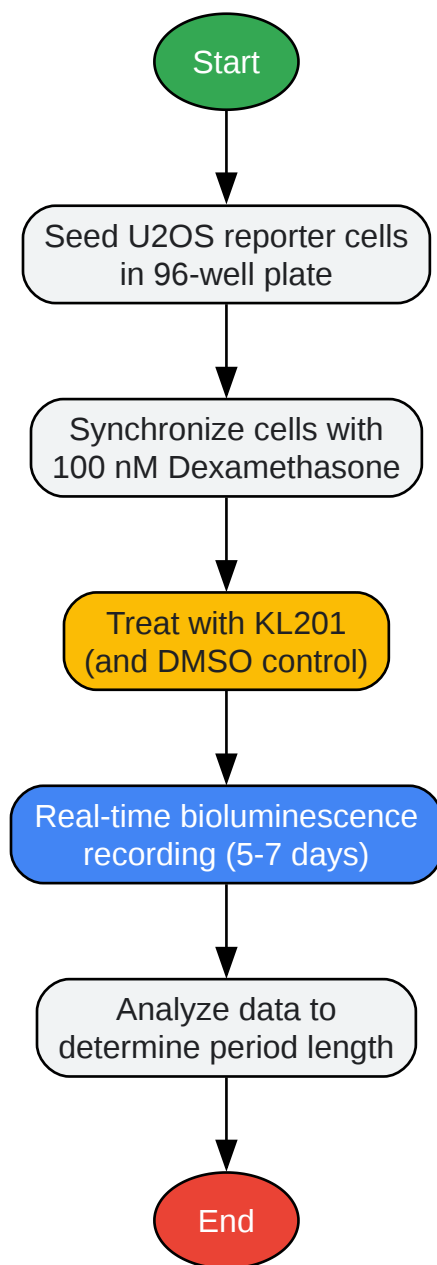 Start
Seed U2OS reporter cells
in 96-well plate
Synchronize cells with
100 nM Dexamethasone
Treat with KL201
(and DMSO control)
Real-time bioluminescence
recording (5-7 days)
Analyze data to
determine period length
End